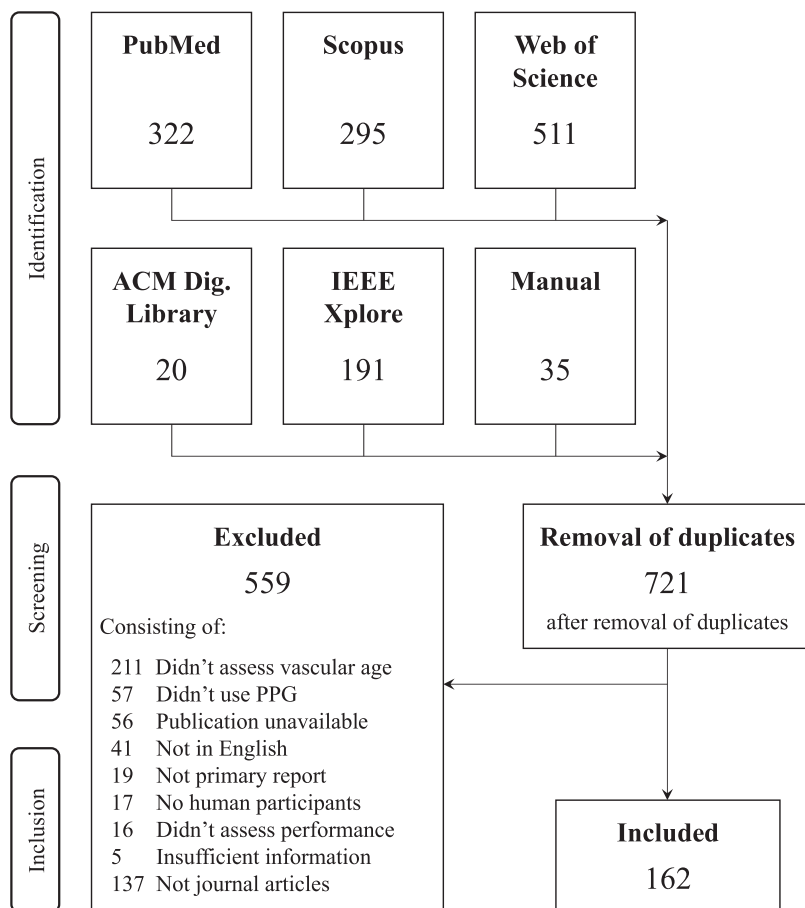 Identification
PubMed
322
Scopus
295
Web of
Science
511
ACM Dig.
Library
20
IEEE
Xplore
191
Manual
35
Screening
Removal of duplicates
721
after removal of duplicates
Excluded
559
Consisting of:
211 Didn't assess vascular age
57 Didn't use PPG
56 Publication unavailable
41 Not in English
19 Not primary report
17 No human participants
16 Didn't assess performance
5 Insufficient information
137 Not journal articles
Inclusion
Included
162